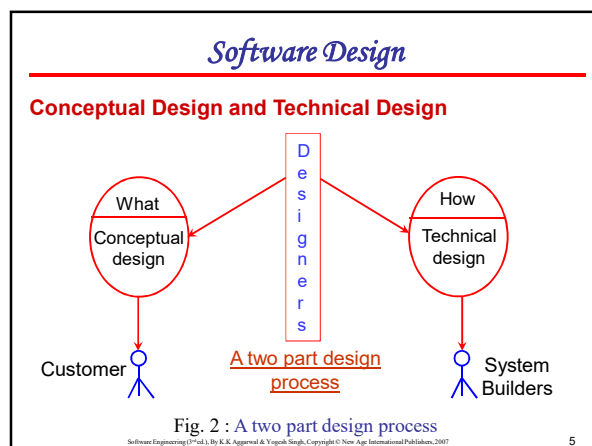 Software Design
Conceptual Design and Technical Design
Designers
What
Conceptual
design
How
Technical
design
Customer
A two part design
process
System
Builders
Fig. 2 : A two part design process
Software Engineering (3rd ed.), By K.K Aggarwal & Yogesh Singh, Copyright © New Age International Publishers, 2007
5